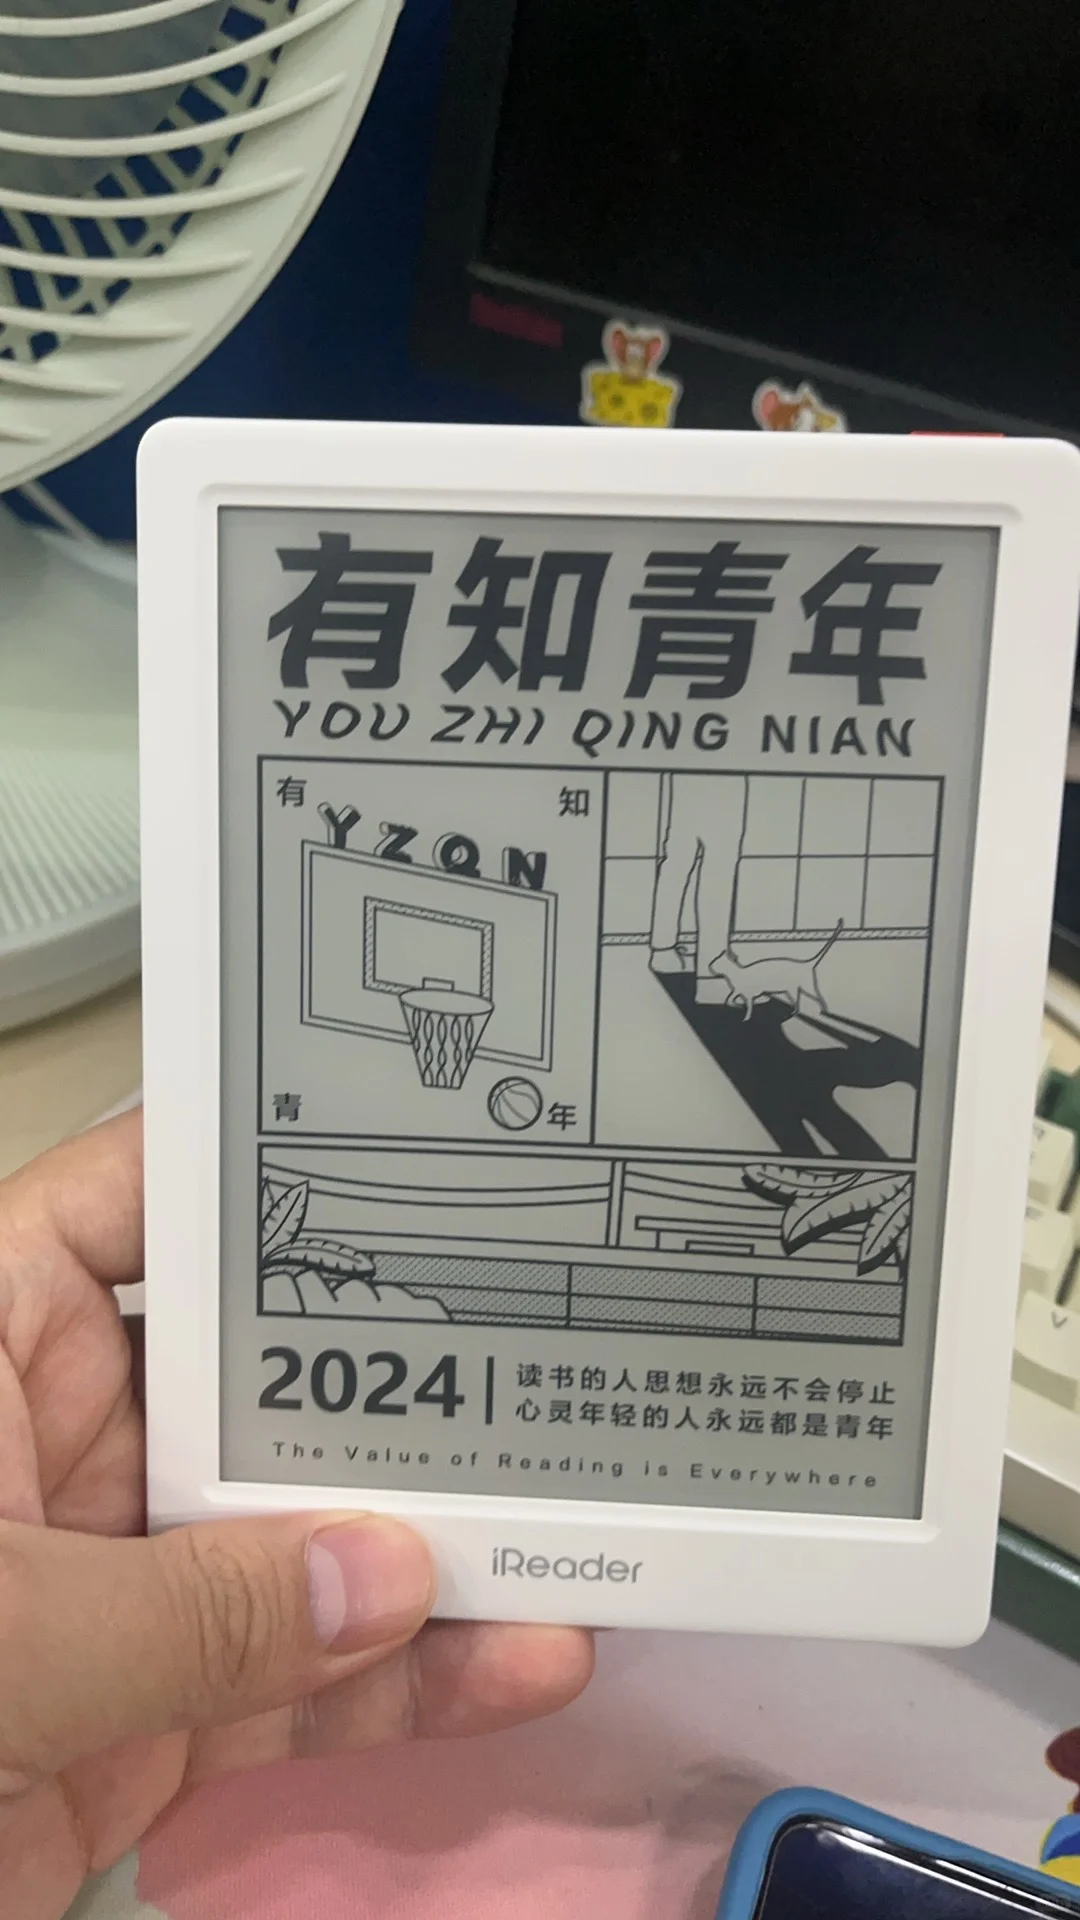 有知青年
YOU ZHI QING NIAN
有 知
YZQN
青 年
2024
读书的人思想永远不会停止
心灵年轻的人永远都是青年
The Value of Reading is Everywhere
iReader